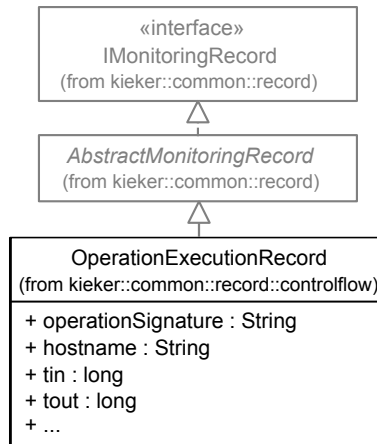 «interface»
IMonitoringRecord
(from kieker::common::record)
AbstractMonitoringRecord
(from kieker::common::record)
OperationExecutionRecord
(from kieker::common::record::controlflow)
+ operationSignature : String
+ hostname : String
+ tin : long
+ tout : long
+ ...